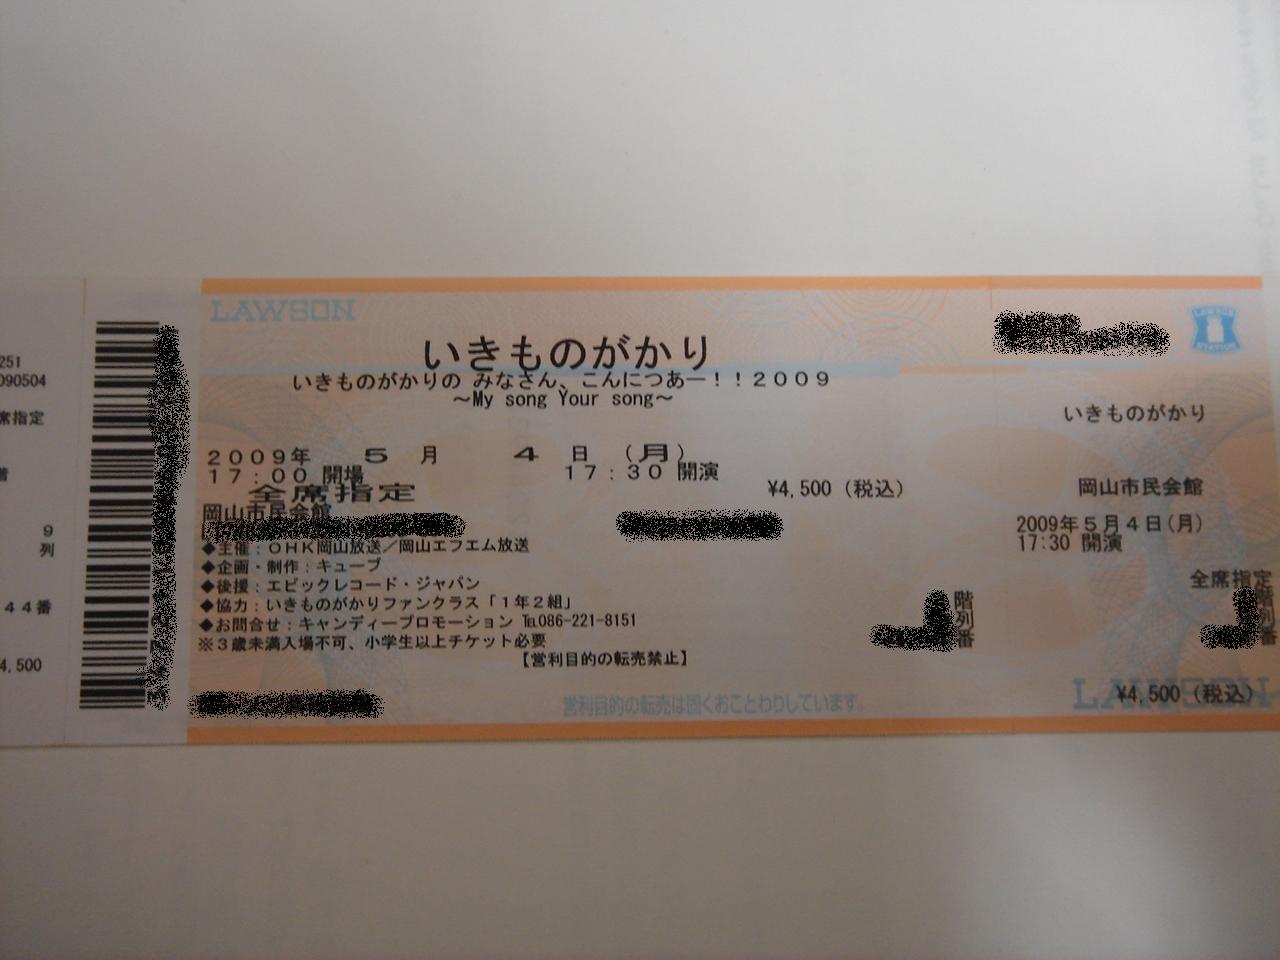 251
090504
席指定
9
列
44番
4,500
LAWSON
いきものがかり
いきものがかりの みなさん、こんにつあー!!2009
~My song Your song~
2009年 5月 4日 (月)
17:00 開場 17:30 開演
全席指定 ¥4,500 (税込)
岡山市民会館
◆主催:OHK岡山放送/岡山エフエム放送
◆企画・制作:キューブ
◆後援:エピックレコード・ジャパン
◆協力:いきものがかりファンクラス「1年2組」
◆お問合せ:キャンディープロモーション ℡086-221-8151
※3歳未満入場不可、小学生以上チケット必要
【営利目的の転売禁止】
階
列
番
営利目的の転売は固くおことわりしています。
LAWSON STATION
いきものがかり
岡山市民会館
2009年5月4日(月)
17:30 開演
全席指定
階
列
番
LAWSON
¥4,500 (税込)